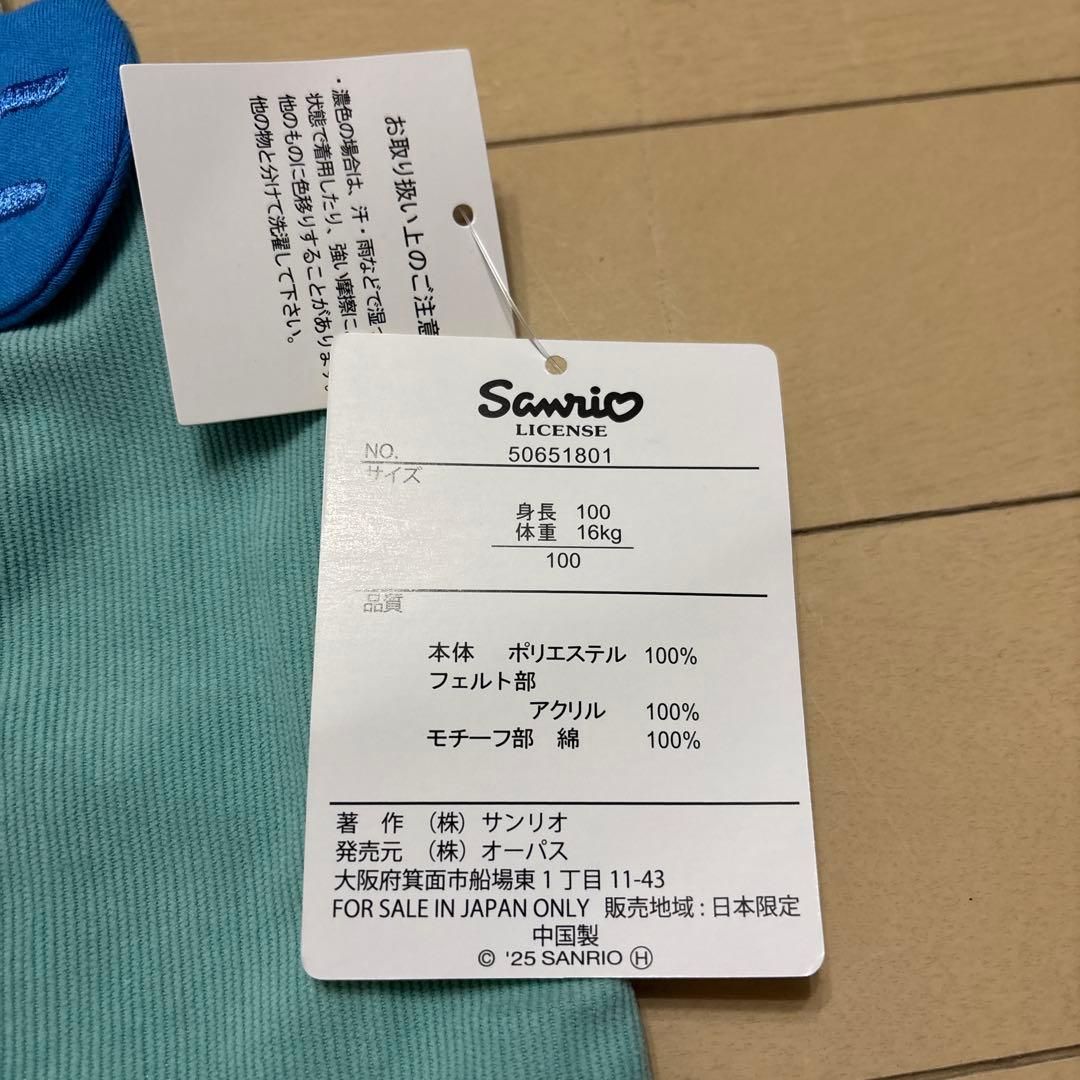 お取り扱い上のご注意
・濃色の場合は、汗・雨などで湿っ
状態で着用したり、強い摩擦に
他のものに色移りすることがあります。
他の物と分けて洗濯して下さい。
Sanrio
LICENSE
NO. 50651801
サイズ
身長 100
体重 16kg
100
品質
本体 ポリエステル 100%
フェルト部
アクリル 100%
モチーフ部 綿 100%
著 作 (株) サンリオ
発売元 (株) オーパス
大阪府箕面市船場東1丁目11-43
FOR SALE IN JAPAN ONLY 販売地域:日本限定
中国製
© '25 SANRIO Ⓗ